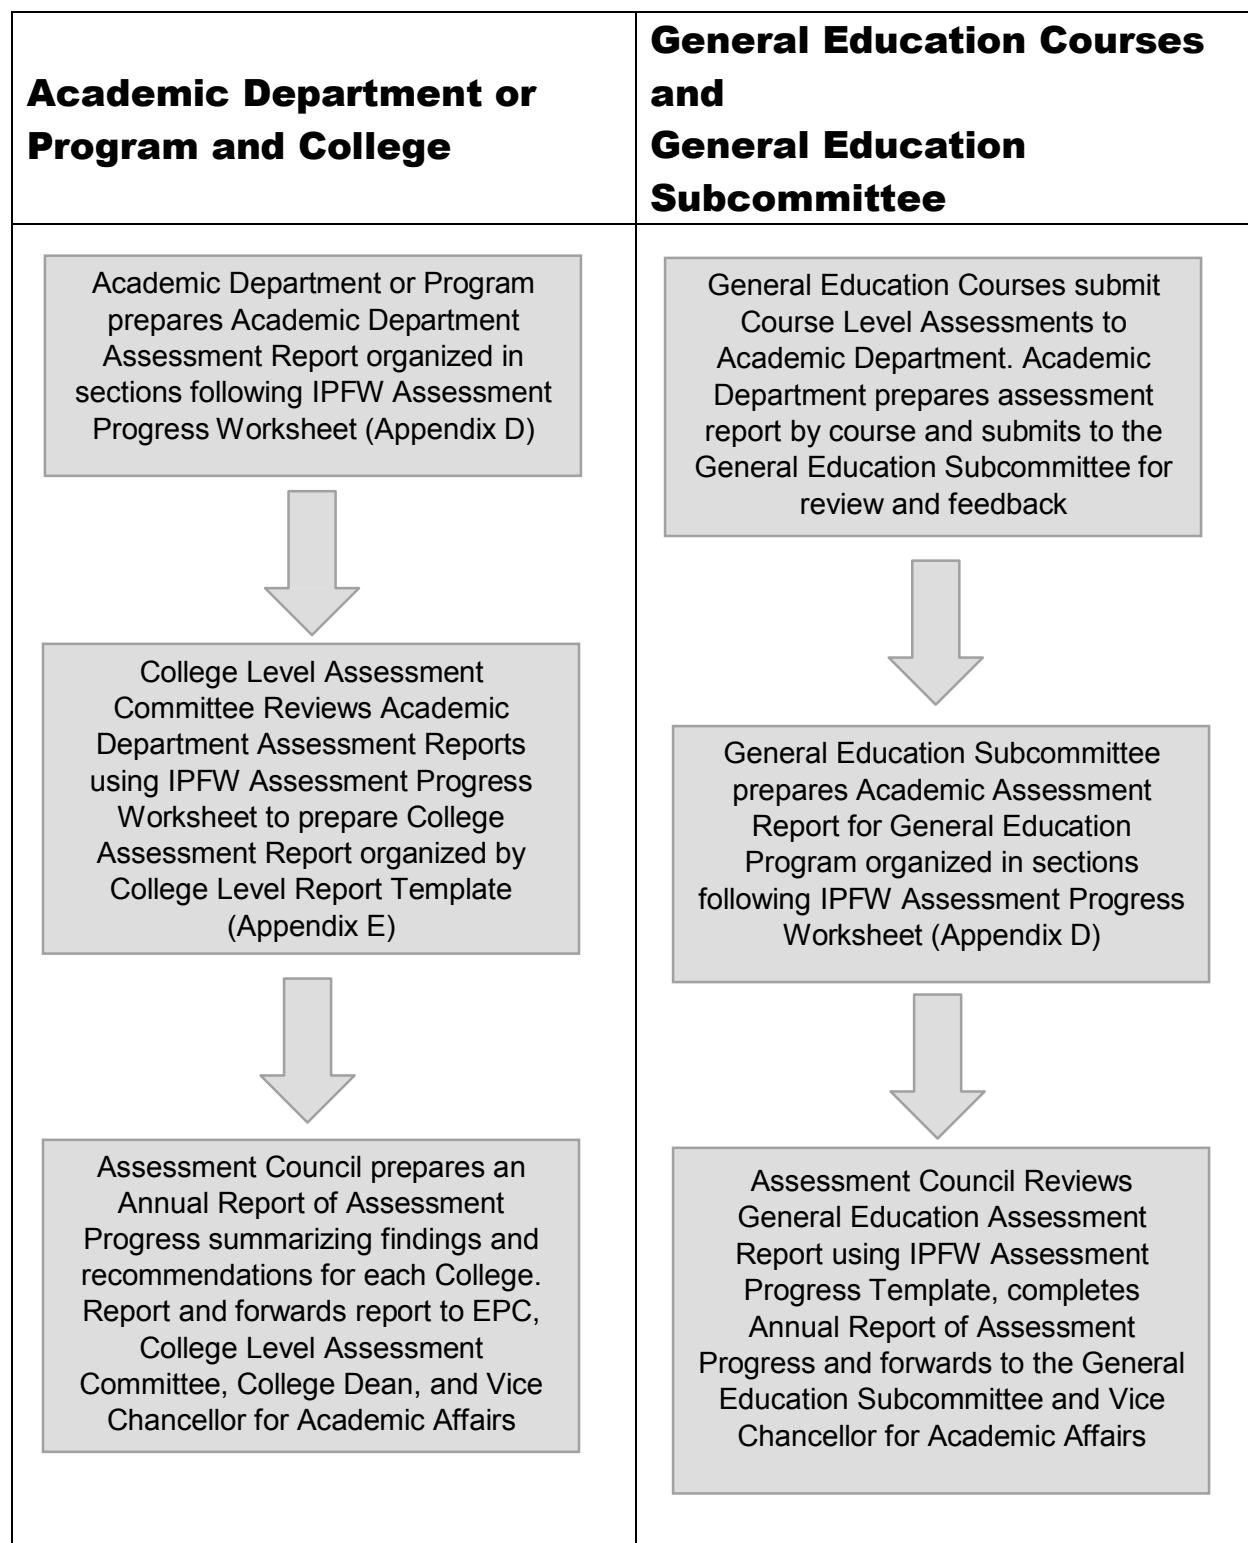 Academic Department or
Program and College
General Education Courses
and
General Education
Subcommittee
Academic Department or Program
prepares Academic Department
Assessment Report organized in
sections following IPFW Assessment
Progress Worksheet (Appendix D)
College Level Assessment
Committee Reviews Academic
Department Assessment Reports
using IPFW Assessment Progress
Worksheet to prepare College
Assessment Report organized by
College Level Report Template
(Appendix E)
Assessment Council prepares an
Annual Report of Assessment
Progress summarizing findings and
recommendations for each College.
Report and forwards report to EPC,
College Level Assessment
Committee, College Dean, and Vice
Chancellor for Academic Affairs
General Education Courses submit
Course Level Assessments to
Academic Department. Academic
Department prepares assessment
report by course and submits to the
General Education Subcommittee for
review and feedback
General Education Subcommittee
prepares Academic Assessment
Report for General Education
Program organized in sections
following IPFW Assessment Progress
Worksheet (Appendix D)
Assessment Council Reviews
General Education Assessment
Report using IPFW Assessment
Progress Template, completes
Annual Report of Assessment
Progress and forwards to the General
Education Subcommittee and Vice
Chancellor for Academic Affairs